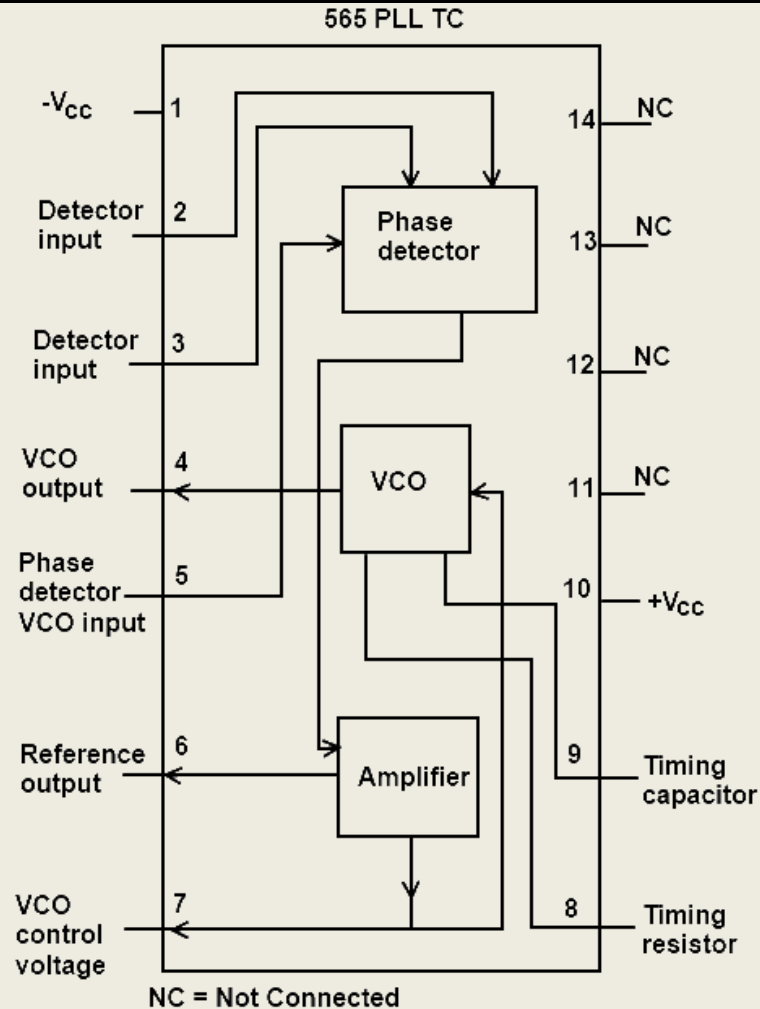 565 PLL TC
-Vcc
1
14
NC
Detector
input
2
Phase
detector
13
NC
Detector
input
3
12
NC
VCO
output
4
VCO
11
NC
Phase
detector
VCO input
5
10
+Vcc
Reference
output
6
Amplifier
9
Timing
capacitor
VCO
control
voltage
7
8
Timing
resistor
NC = Not Connected